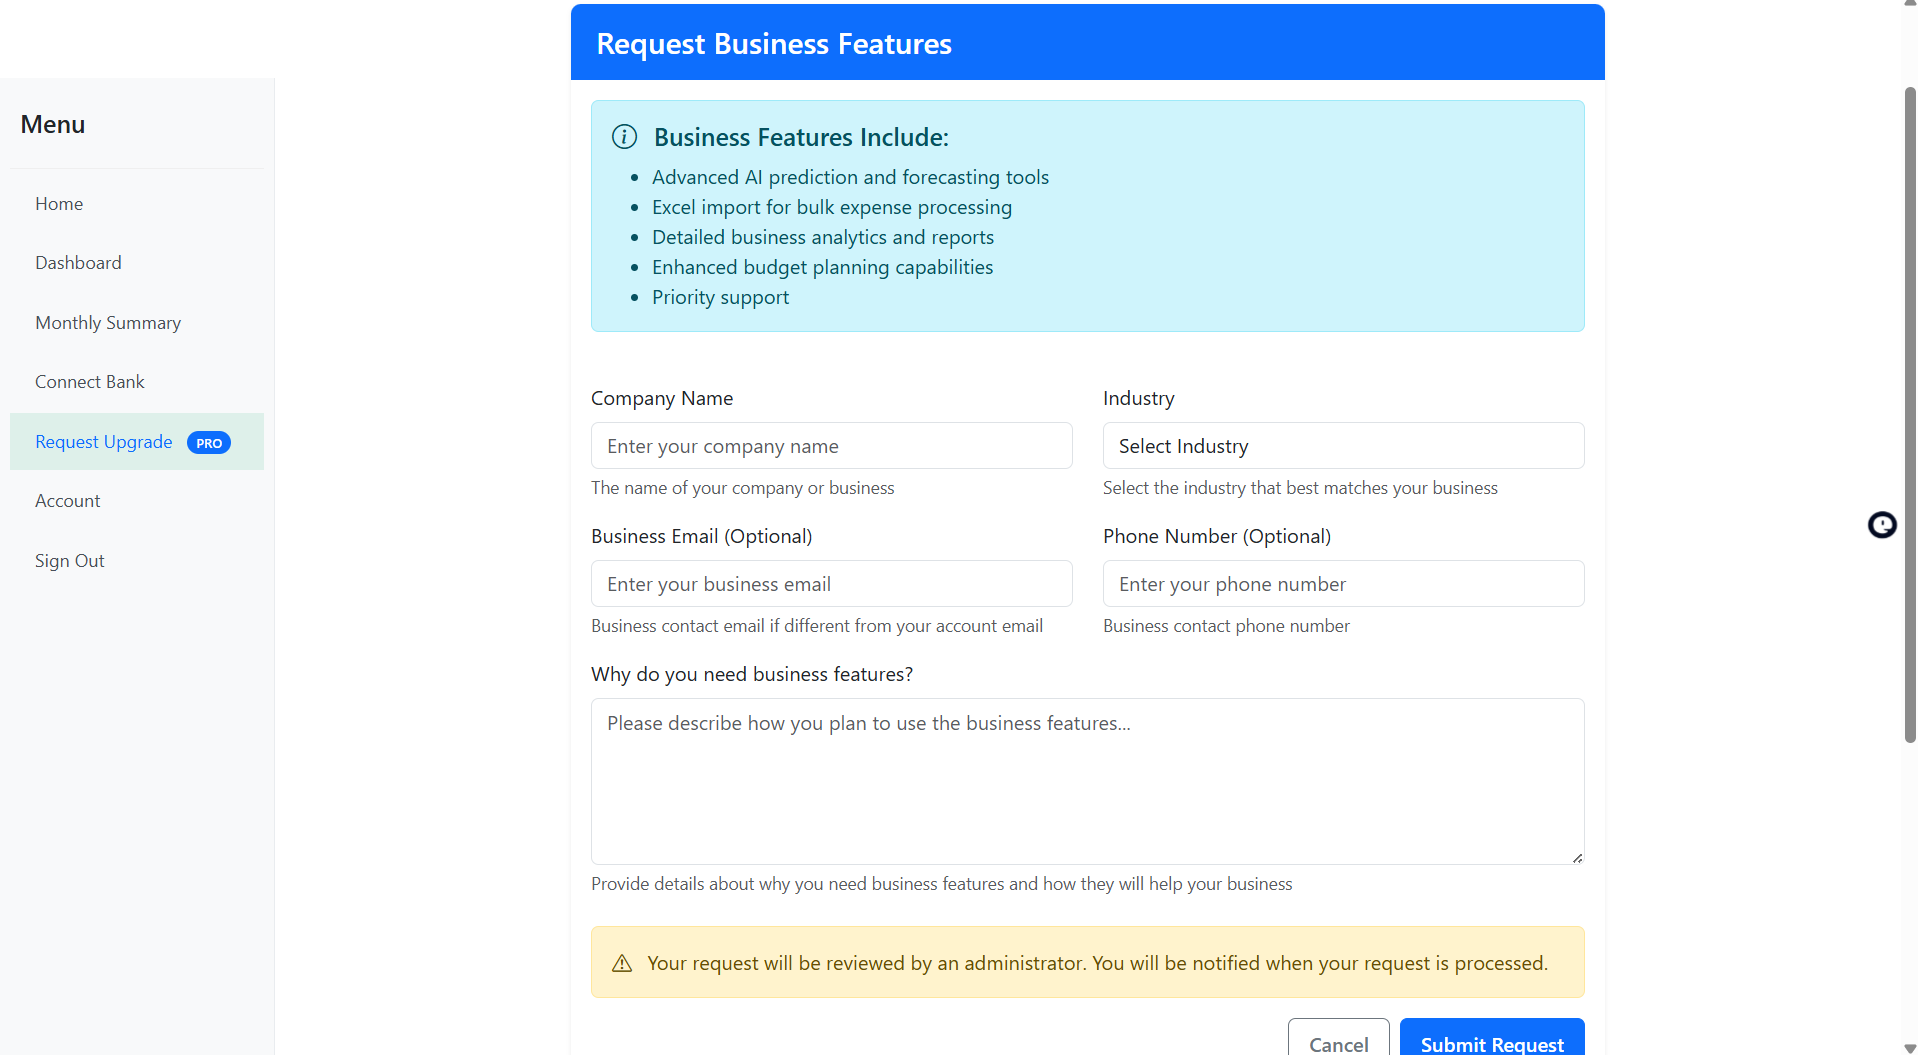 Request Business Features
Menu
Home
Dashboard
Monthly Summary
Connect Bank
Request Upgrade PRO
Account
Sign Out
Business Features Include:
Advanced AI prediction and forecasting tools
Excel import for bulk expense processing
Detailed business analytics and reports
Enhanced budget planning capabilities
Priority support
Company Name
Enter your company name
The name of your company or business
Industry
Select Industry
Select the industry that best matches your business
Business Email (Optional)
Enter your business email
Business contact email if different from your account email
Phone Number (Optional)
Enter your phone number
Business contact phone number
Why do you need business features?
Please describe how you plan to use the business features...
Provide details about why you need business features and how they will help your business
Your request will be reviewed by an administrator. You will be notified when your request is processed.
Cancel
Submit Request